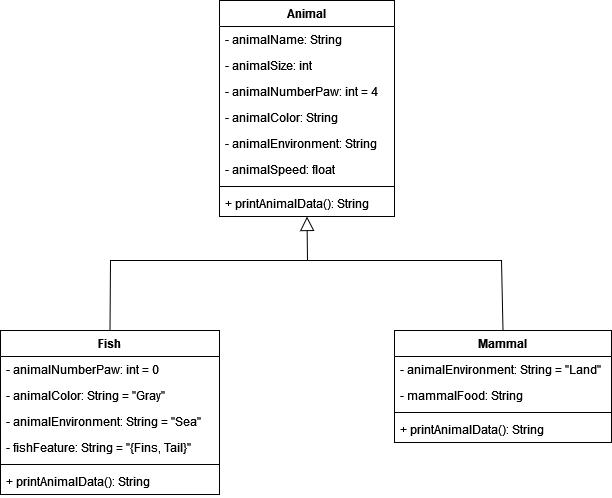 Animal
- animalName: String
- animalSize: int
- animalNumberPaw: int = 4
- animalColor: String
- animalEnvironment: String
- animalSpeed: float
+ printAnimalData(): String
Fish
- animalNumberPaw: int = 0
- animalColor: String = "Gray"
- animalEnvironment: String = "Sea"
- fishFeature: String = "{Fins, Tail}"
+ printAnimalData(): String
Mammal
- animalEnvironment: String = "Land"
- mammalFood: String
+ printAnimalData(): String